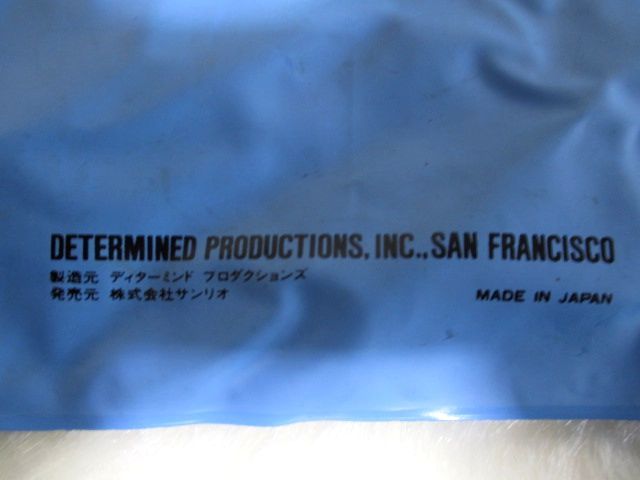 DETERMINED PRODUCTIONS, INC., SAN FRANCISCO
製造元 ディターミンド プロダクションズ
発売元 株式会社サンリオ
MADE IN JAPAN